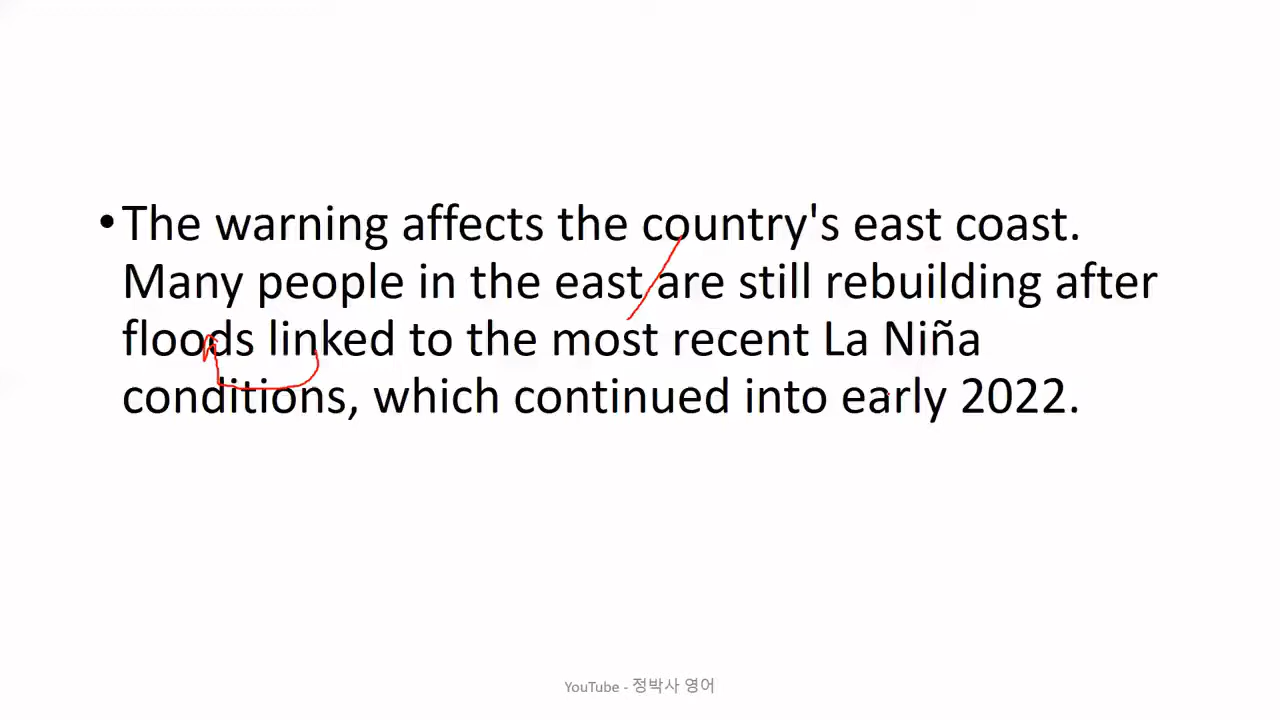 •The warning affects the country's east coast.
Many people in the east are still rebuilding after
floods linked to the most recent La Niña
conditions, which continued into early 2022.
YouTube - 정박사 영어